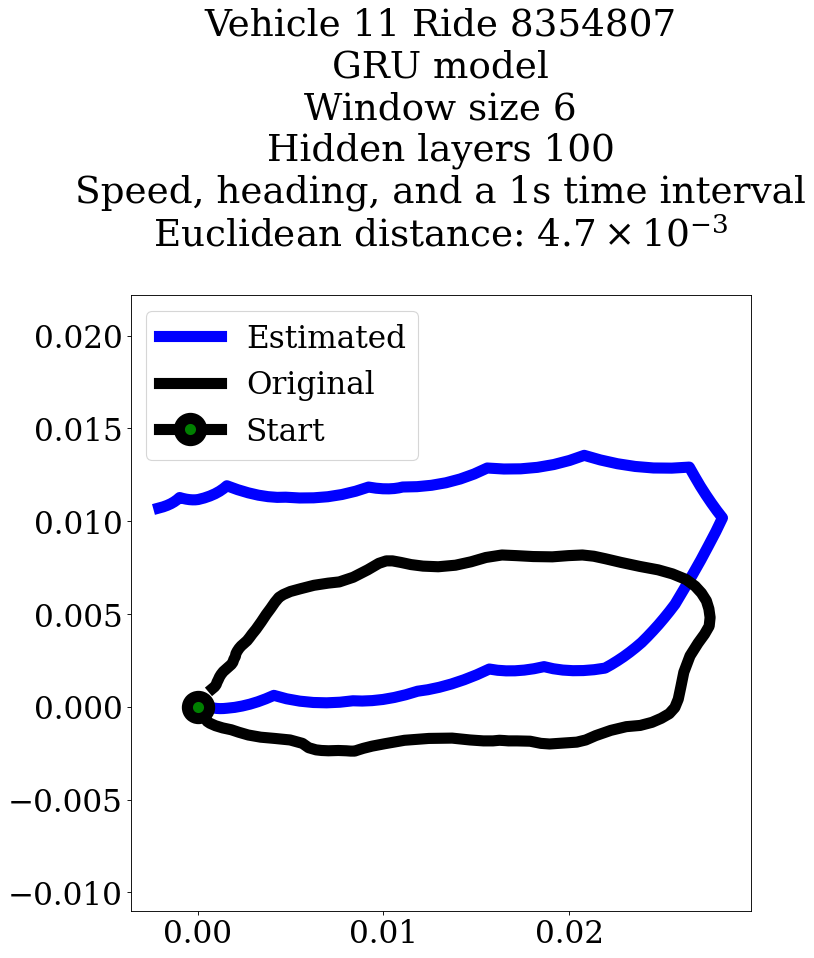 Vehicle 11 Ride 8354807
GRU model
Window size 6
Hidden layers 100
Speed, heading, and a 1s time interval
Euclidean distance: 4.7 × 10⁻³
Estimated
Original
Start
0.020
0.015
0.010
0.005
0.000
−0.005
−0.010
0.00 0.01 0.02